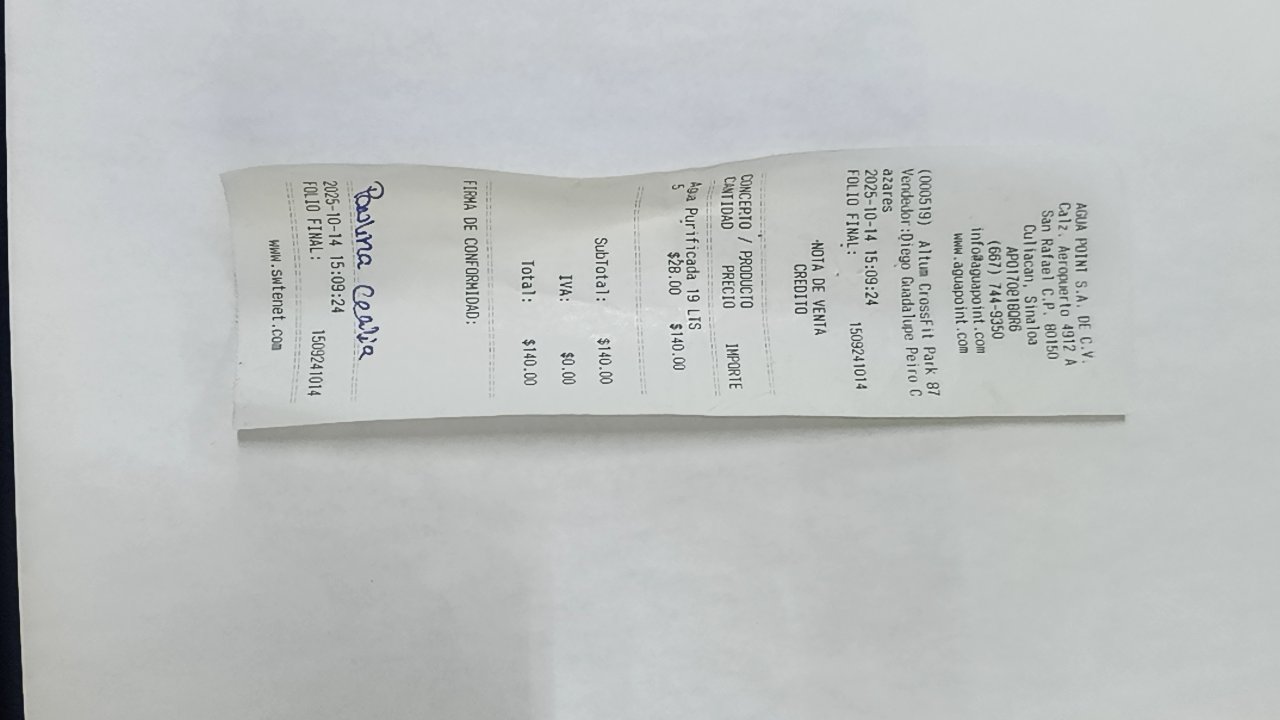 AGUA POINT S.A. DE C.V.
Calz. Aeropuerto 4912 A
San Rafael C.P. 80150
Culiacan, Sinaloa
APO170818QR6
(667) 744-9350
info@aguapoint.com
www.aguapoint.com
(000519) Altum CrossFit Park 87
Vendedor:Diego Guadalupe Peiro C
azares
2025-10-14 15:09:24
FOLIO FINAL: 1509241014
-NOTA DE VENTA
CREDITO
CONCEPTO / PRODUCTO
CANTIDAD PRECIO IMPORTE
Aga Purificada 19 LTS
5 $28.00 $140.00
SubTotal: $140.00
IVA: $0.00
Total: $140.00
FIRMA DE CONFORMIDAD:
Paulina
2025-10-14 15:09:24
FOLIO FINAL: 1509241014
www.swtenet.com